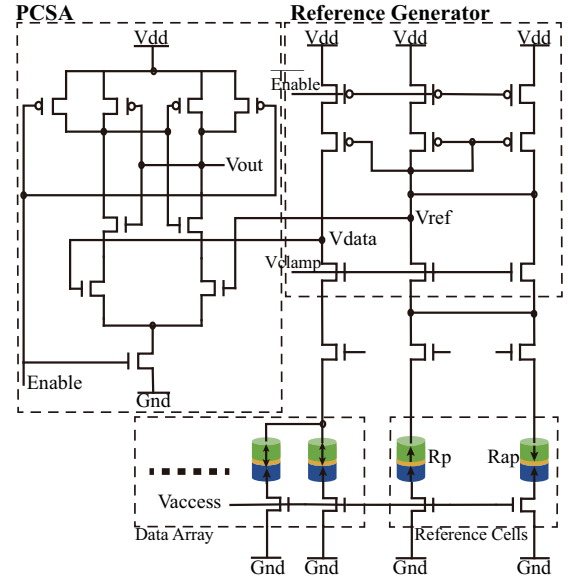 PCSA
Reference Generator
Vdd
Vdd
Vdd
Vdd
Enable
Vout
Vref
Vdata
Vclamp
Enable
Gnd
Rp
Rap
Vaccess
Data Array
Reference Cells
Gnd
Gnd
Gnd
Gnd